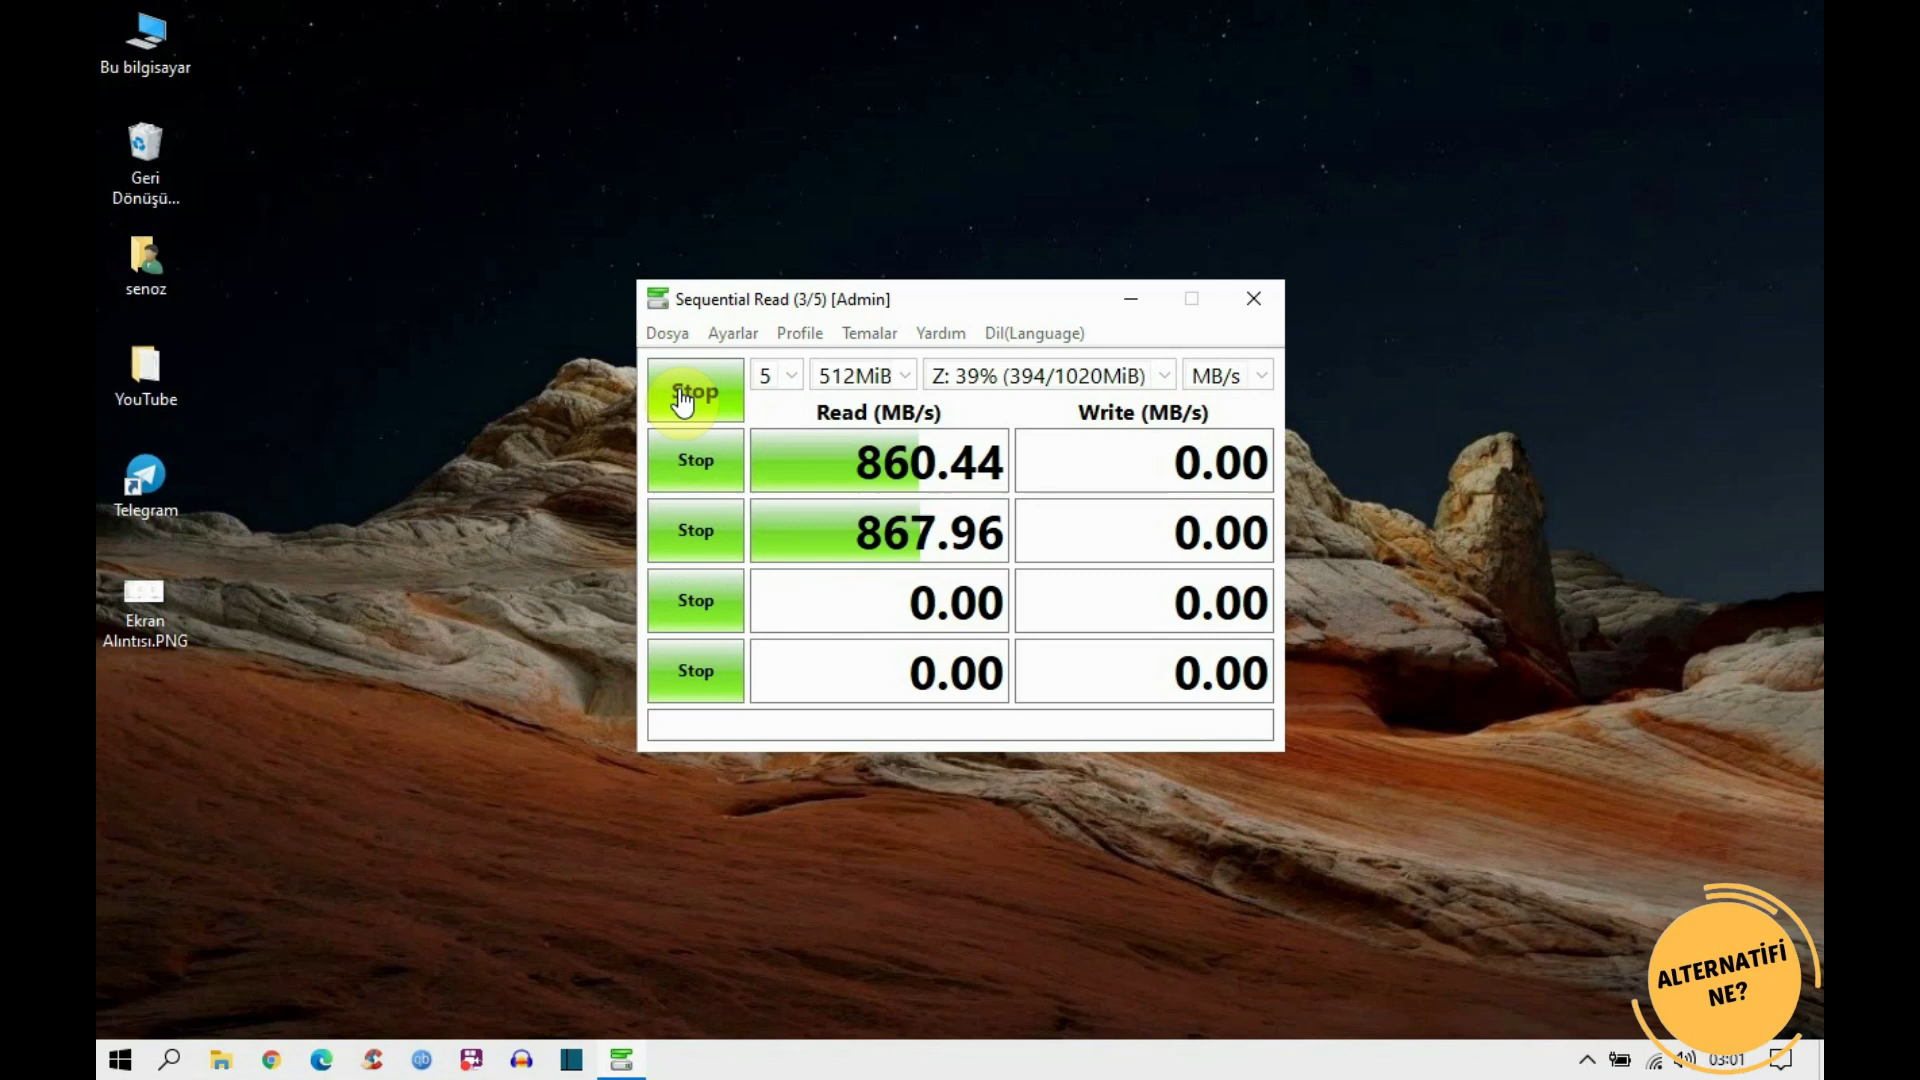 Bu bilgisayar
Geri
Dönüşü...
senoz
YouTube
Telegram
Ekran
Alıntısı.PNG
Sequential Read (3/5) [Admin]
Dosya Ayarlar Profile Temalar Yardım Dil(Language)
Stop 5 512MiB Z: 39% (394/1020MiB) MB/s
Read (MB/s) Write (MB/s)
Stop 860.44 0.00
Stop 867.96 0.00
Stop 0.00 0.00
Stop 0.00 0.00
ALTERNATİFİ
NE?
qb
03:01